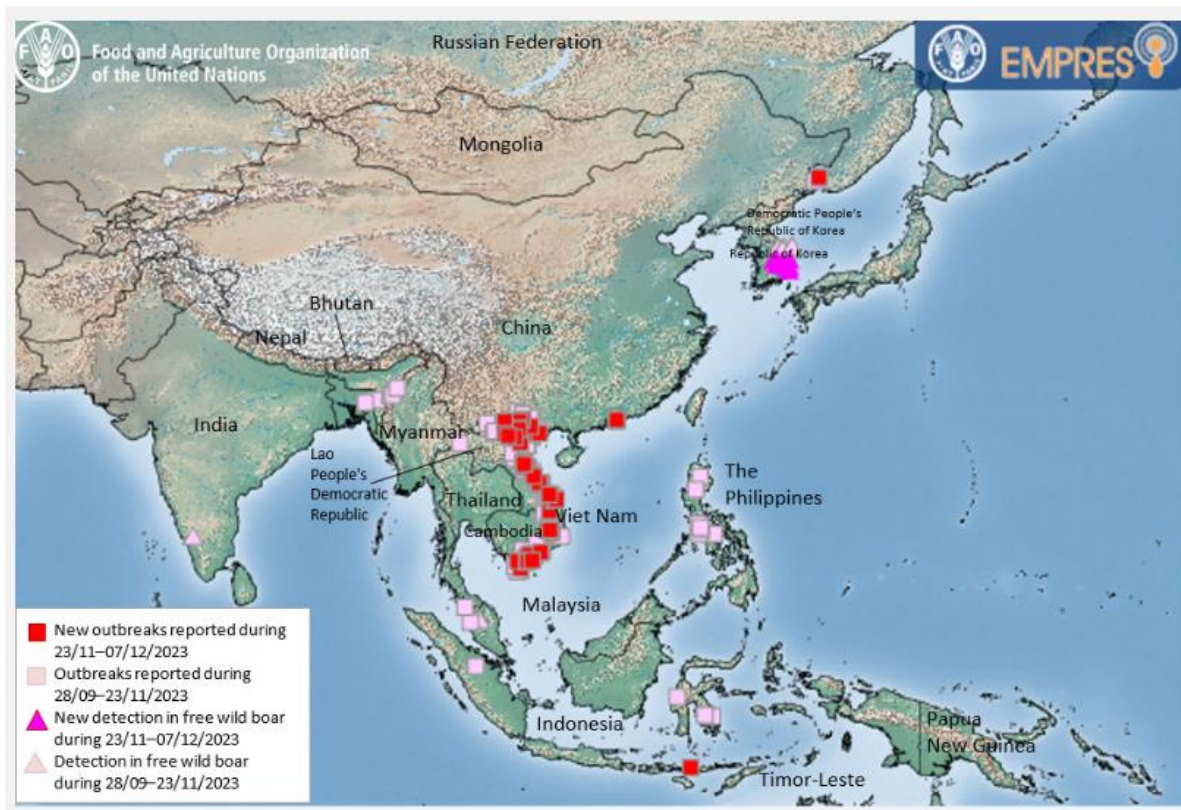 Food and Agriculture Organization
of the United Nations
Russian Federation
EMPRES
Mongolia
Democratic People's
Republic of Korea
Republic of Korea
Bhutan
Nepal
China
India
Myanmar
Lao
People's
Democratic
Republic
Thailand
Viet Nam
Cambodia
The
Philippines
Malaysia
Indonesia
Papua
New Guinea
Timor-Leste
New outbreaks reported during
23/11–07/12/2023
Outbreaks reported during
28/09–23/11/2023
New detection in free wild boar
during 23/11–07/12/2023
Detection in free wild boar
during 28/09–23/11/2023